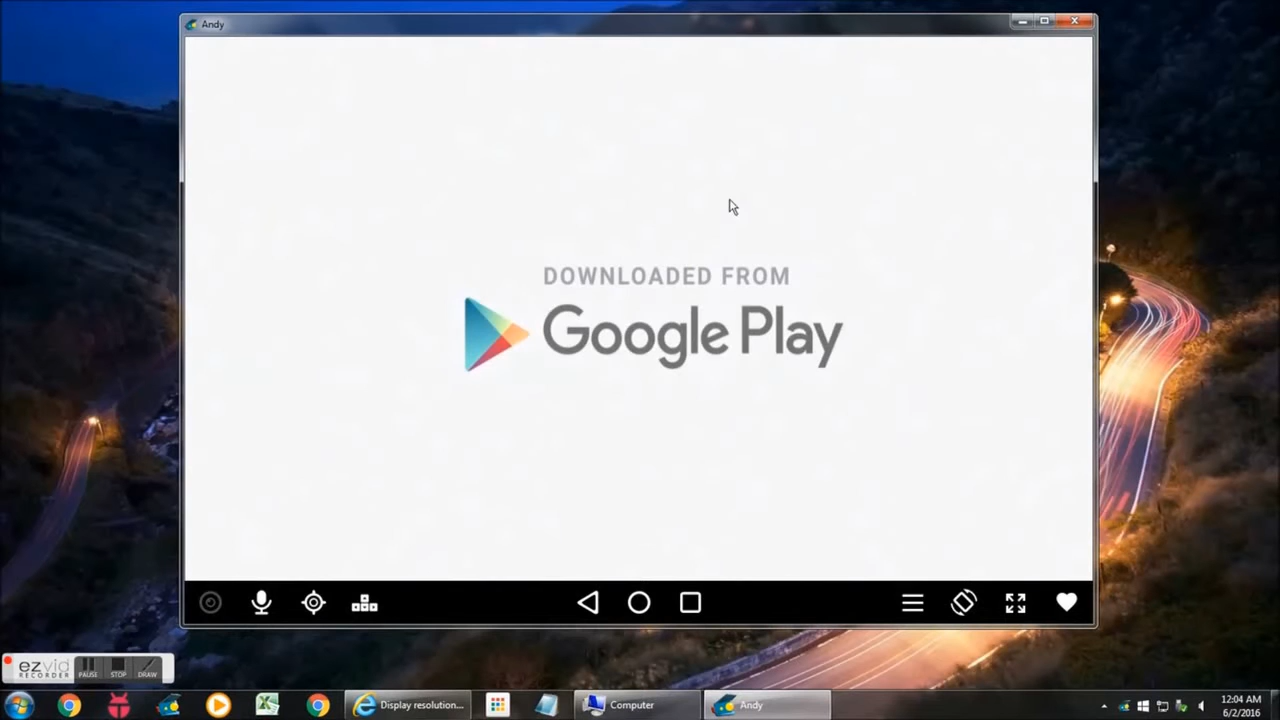 Andy
DOWNLOADED FROM
Google Play
ezvid
RECORDER
PAUSE
STOP
DRAW
Display resolution...
Computer
Andy
12:04 AM
6/2/2016